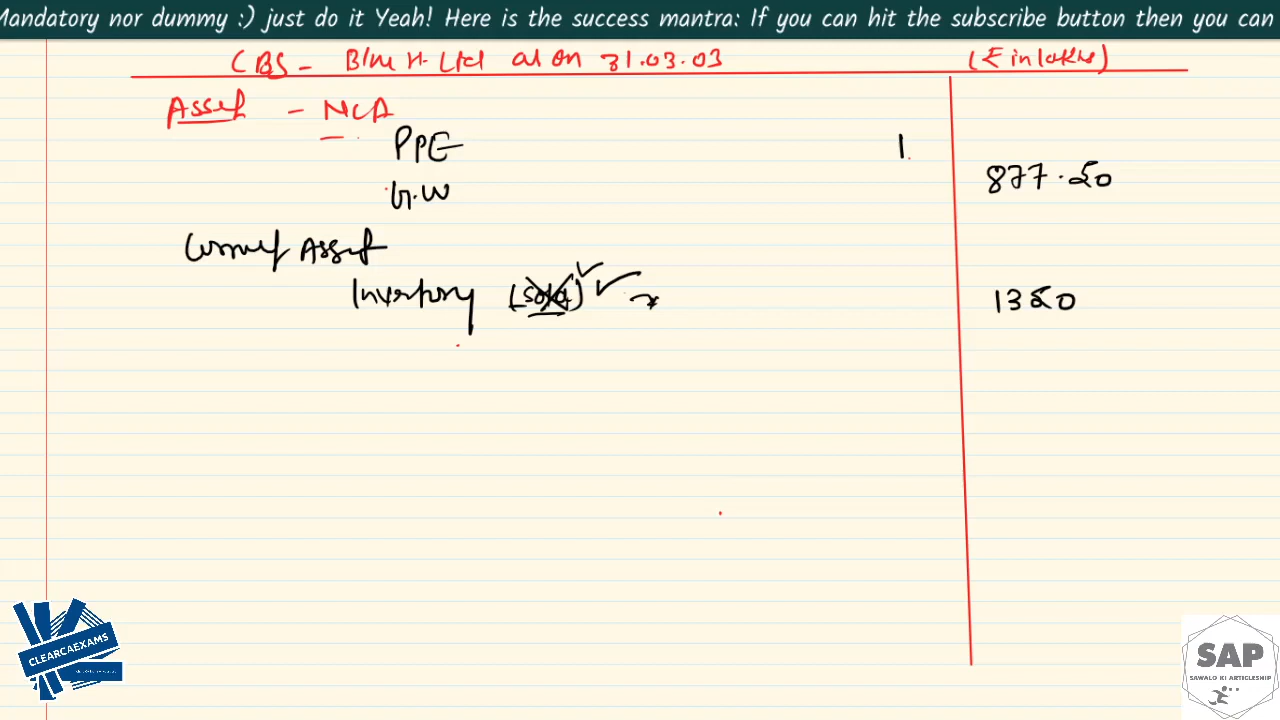 Mandatory nor dummy :) just do it Yeah! Here is the success mantra: If you can hit the subscribe button then you can
CBS - Blue H. Ltd as on 31.03.03 (₹ in lakhs)
Asset - NCA
PPE 1
877.50
G.W
Current Asset
Inventory 1350
CLEARCAEXAMS
SAP
SAWALO KI ARTICLESHIP